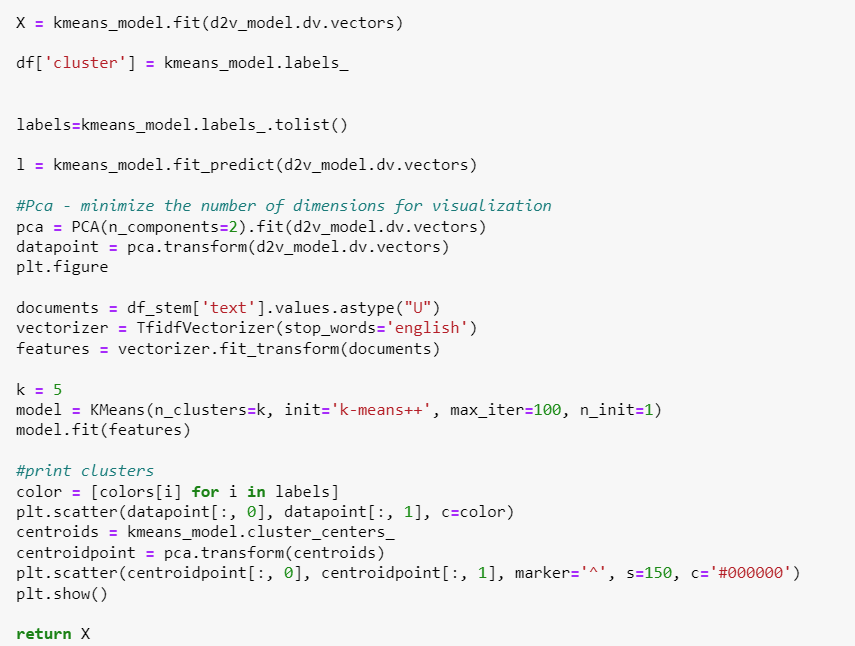 X = kmeans_model.fit(d2v_model.dv.vectors)
df['cluster'] = kmeans_model.labels_
labels=kmeans_model.labels_.tolist()
l = kmeans_model.fit_predict(d2v_model.dv.vectors)
#Pca - minimize the number of dimensions for visualization
pca = PCA(n_components=2).fit(d2v_model.dv.vectors)
datapoint = pca.transform(d2v_model.dv.vectors)
plt.figure
documents = df_stem['text'].values.astype("U")
vectorizer = TfidfVectorizer(stop_words='english')
features = vectorizer.fit_transform(documents)
k = 5
model = KMeans(n_clusters=k, init='k-means++', max_iter=100, n_init=1)
model.fit(features)
#print clusters
color = [colors[i] for i in labels]
plt.scatter(datapoint[:, 0], datapoint[:, 1], c=color)
centroids = kmeans_model.cluster_centers_
centroidpoint = pca.transform(centroids)
plt.scatter(centroidpoint[:, 0], centroidpoint[:, 1], marker='^', s=150, c='#000000')
plt.show()
return X